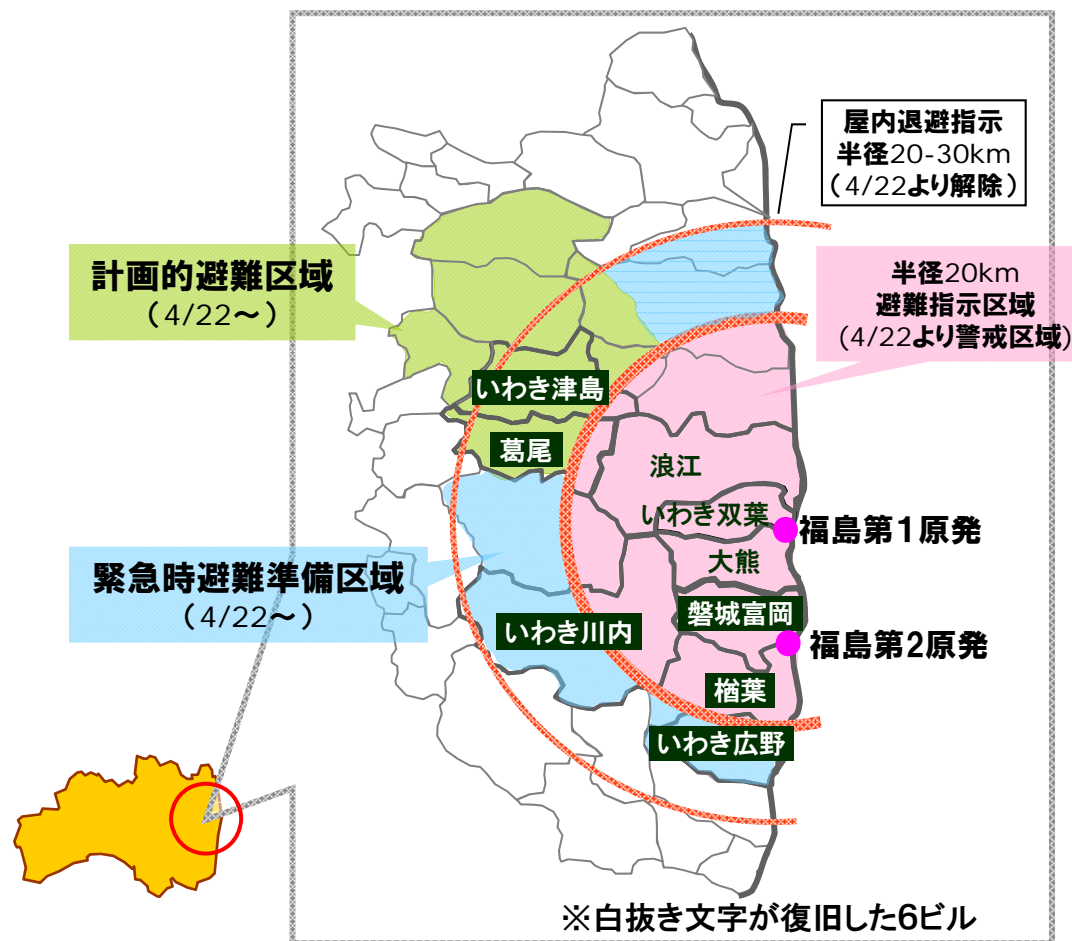 屋内退避指示
半径20-30km
(4/22より解除)
計画的避難区域
(4/22～)
半径20km
避難指示区域
(4/22より警戒区域)
いわき津島
葛尾
浪江
いわき双葉
福島第1原発
大熊
緊急時避難準備区域
(4/22～)
磐城富岡
いわき川内
福島第2原発
楢葉
いわき広野
※白抜き文字が復旧した6ビル